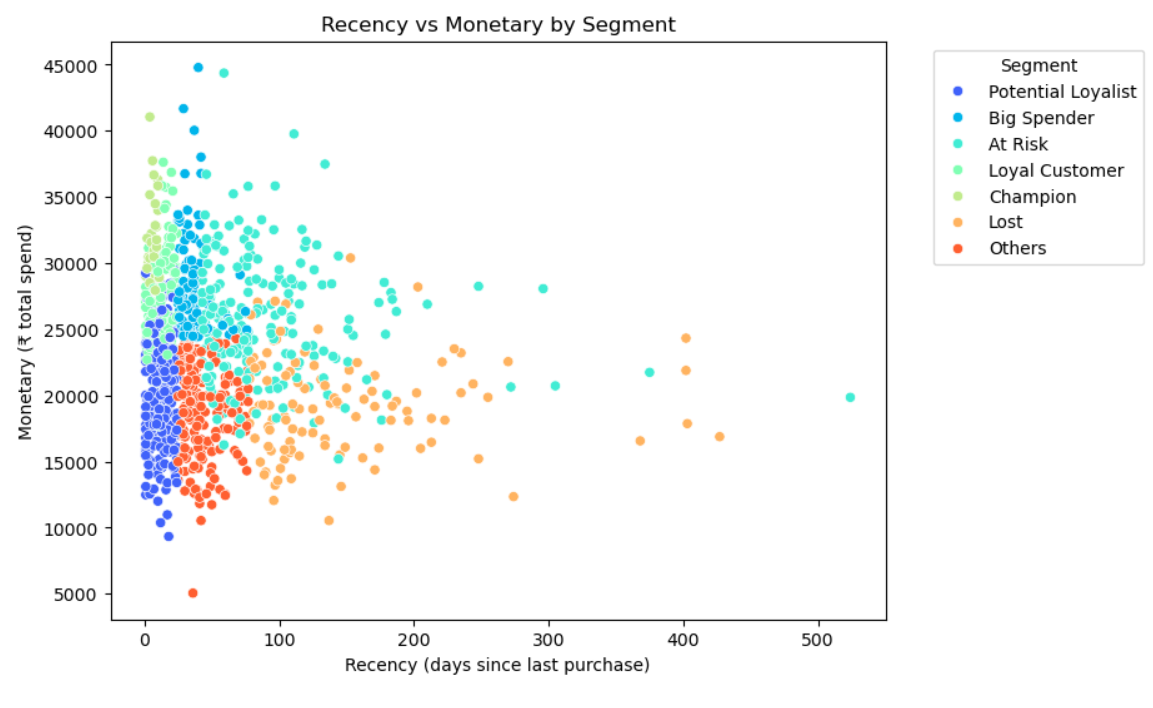 Recency vs Monetary by Segment
Monetary (₹ total spend)
45000
40000
35000
30000
25000
20000
15000
10000
5000
0 100 200 300 400 500
Recency (days since last purchase)
Segment
Potential Loyalist
Big Spender
At Risk
Loyal Customer
Champion
Lost
Others